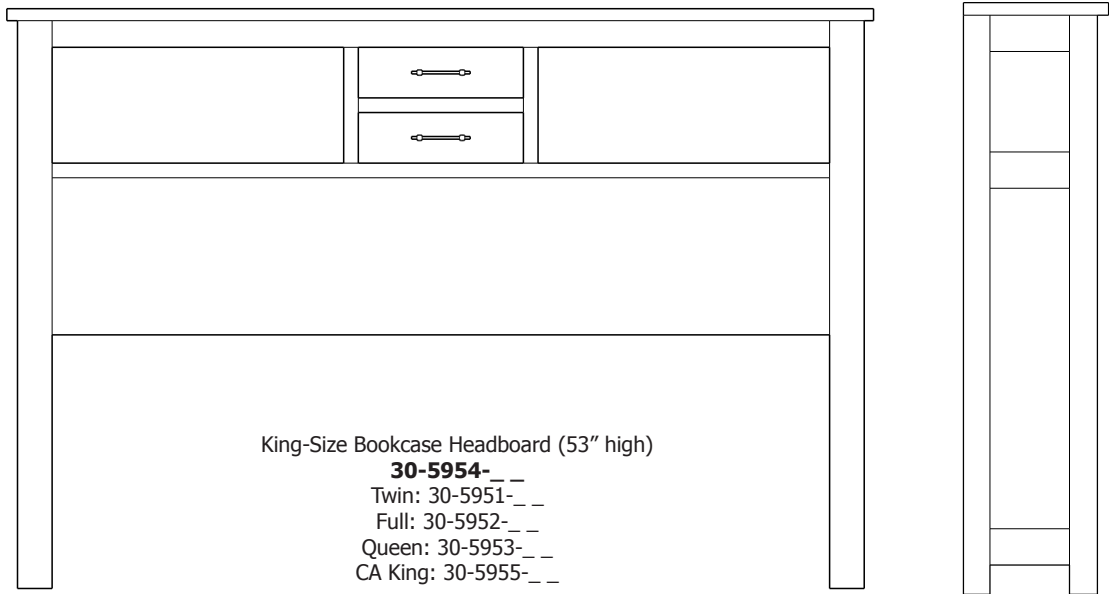 King-Size Bookcase Headboard (53” high)
30-5954-_ _
Twin: 30-5951-_ _
Full: 30-5952-_ _
Queen: 30-5953-_ _
CA King: 30-5955-_ _